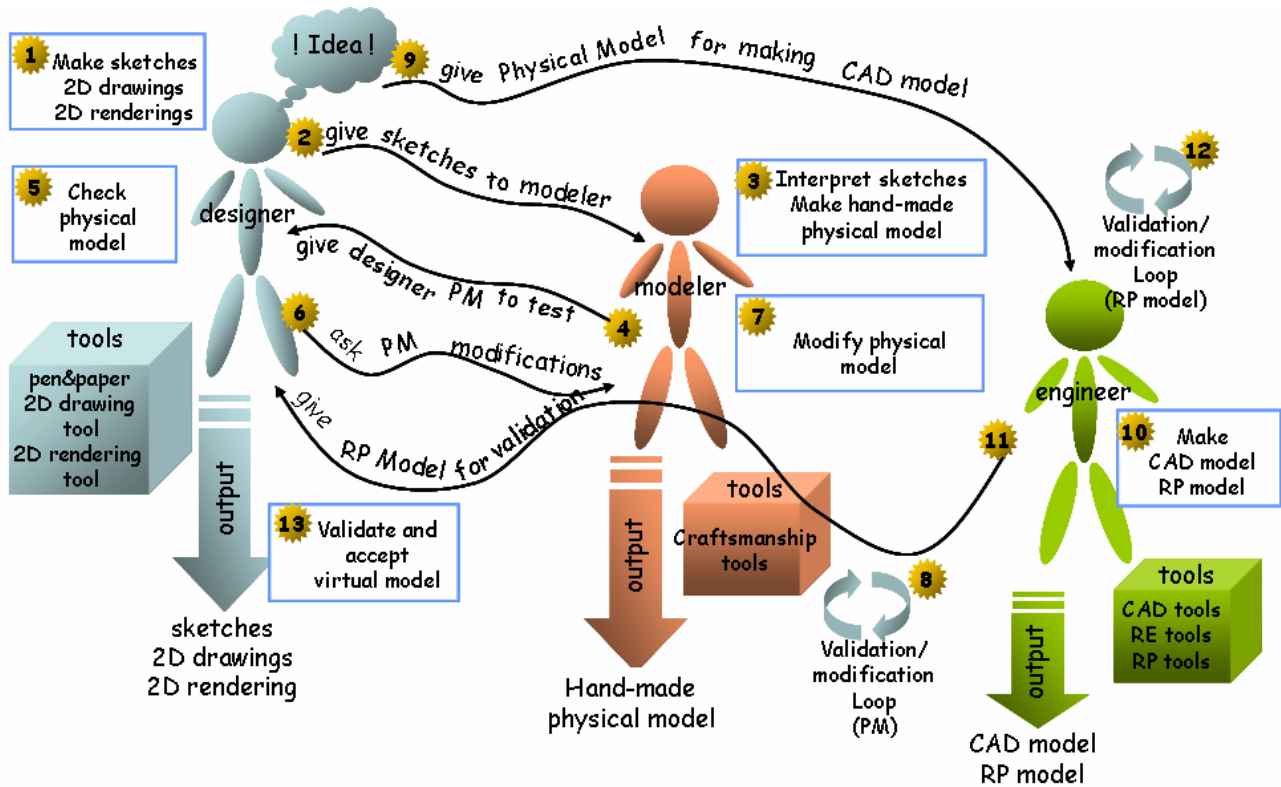 1
Make sketches
2D drawings
2D renderings
! Idea !
9
give Physical Model for making CAD model
2
give sketches to modeler
12
Validation/
modification
Loop
(RP model)
5
Check
physical
model
designer
3
Interpret sketches
Make hand-made
physical model
give designer PM to test
4
modeler
7
Modify physical
model
6
ask PM modifications
give RP Model for validation
engineer
11
10
Make
CAD model
RP model
tools
pen&paper
2D drawing
tool
2D rendering
tool
output
13
Validate and
accept
virtual model
sketches
2D drawings
2D rendering
tools
Craftsmanship
tools
output
Hand-made
physical model
8
Validation/
modification
Loop
(PM)
tools
CAD tools
RE tools
RP tools
output
CAD model
RP model